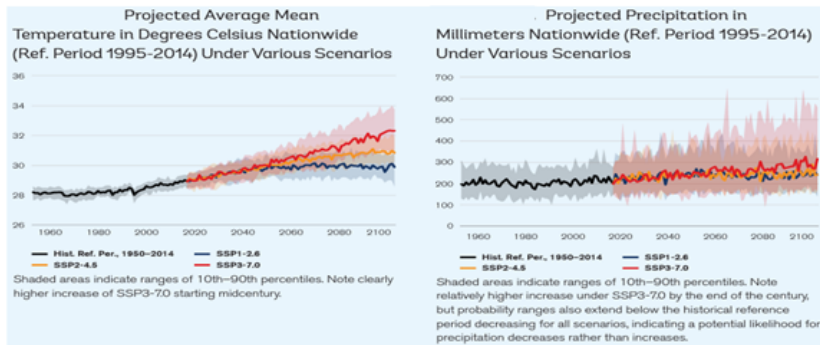 Projected Average Mean
Temperature in Degrees Celsius Nationwide
(Ref. Period 1995-2014) Under Various Scenarios
36
34
32
30
28
26
1960
1980
2000
2020
2040
2060
2080
2100
Hist. Ref. Per., 1950–2014
SSP1-2.6
SSP2-4.5
SSP3-7.0
Shaded areas indicate ranges of 10th–90th percentiles. Note clearly
higher increase of SSP3-7.0 starting midcentury.
Projected Precipitation in
Millimeters Nationwide (Ref. Period 1995-2014)
Under Various Scenarios
700
600
500
400
300
200
100
0
1960
1980
2000
2020
2040
2060
2080
2100
Hist. Ref. Per., 1950–2014
SSP1-2.6
SSP2-4.5
SSP3-7.0
Shaded areas indicate ranges of 10th–90th percentiles. Note
relatively higher increase under SSP3-7.0 by the end of the century,
but probability ranges also extend below the historical reference
period decreasing for all scenarios, indicating a potential likelihood for
precipitation decreases rather than increases.